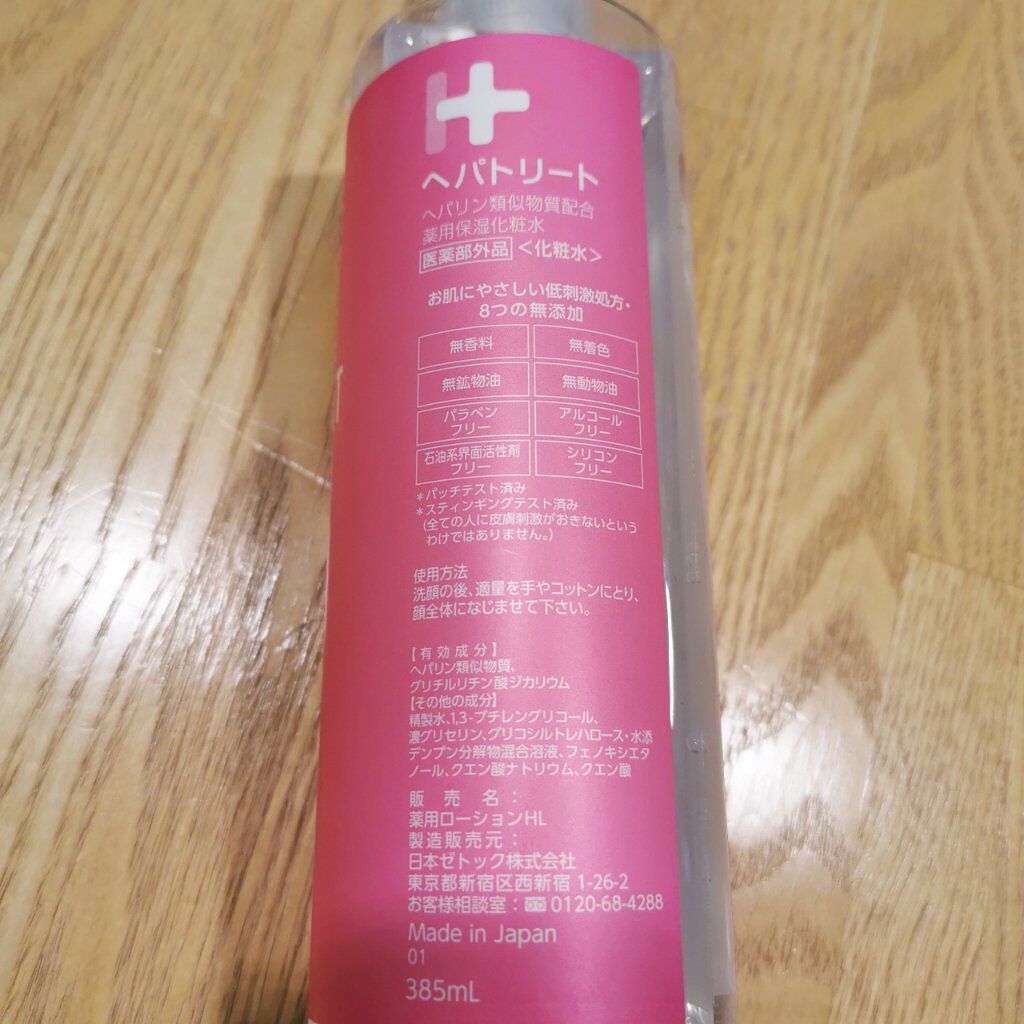 H
ヘパトリート
ヘパリン類似物質配合
薬用保湿化粧水
医薬部外品 <化粧水>
お肌にやさしい低刺激処方・
8つの無添加
無香料 無着色
無鉱物油 無動物油
パラベン
フリー
アルコール
フリー
石油系界面活性剤
フリー
シリコン
フリー
*パッチテスト済み
*スティンギングテスト済み
(全ての人に皮膚刺激がおきないという
わけではありません。)
使用方法
洗顔の後、適量を手やコットンにとり、
顔全体になじませて下さい。
【有効成分】
ヘパリン類似物質、
グリチルリチン酸ジカリウム
【その他の成分】
精製水、1,3-ブチレングリコール、
濃グリセリン、グリコシルトレハロース・水添
デンプン分解物混合溶液、フェノキシエタ
ノール、クエン酸ナトリウム、クエン酸
販売名:
薬用ローションHL
製造販売元:
日本ゼトック株式会社
東京都新宿区西新宿 1-26-2
お客様相談室: 0120-68-4288
Made in Japan
01
385mL